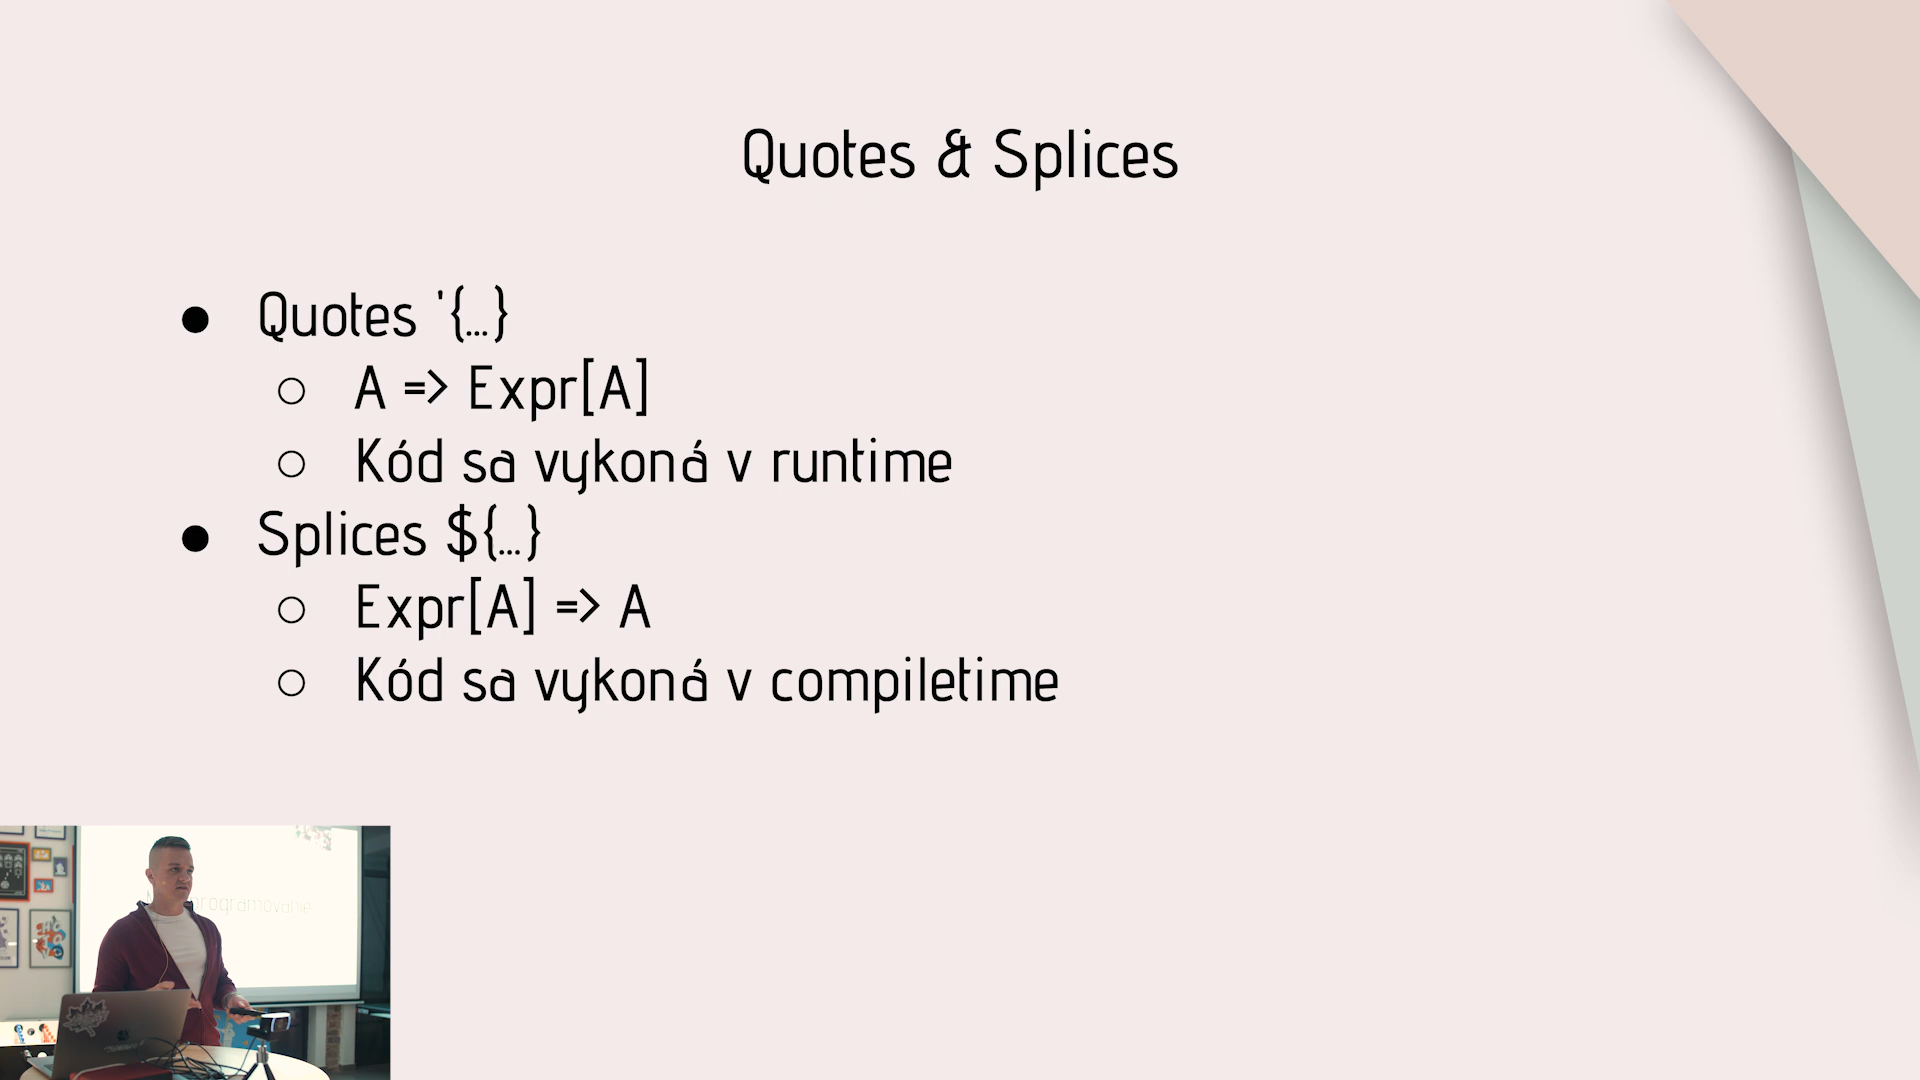 Quotes & Splices
● Quotes '{...}
○ A => Expr[A]
○ Kód sa vykoná v runtime
● Splices ${...}
○ Expr[A] => A
○ Kód sa vykoná v compiletime